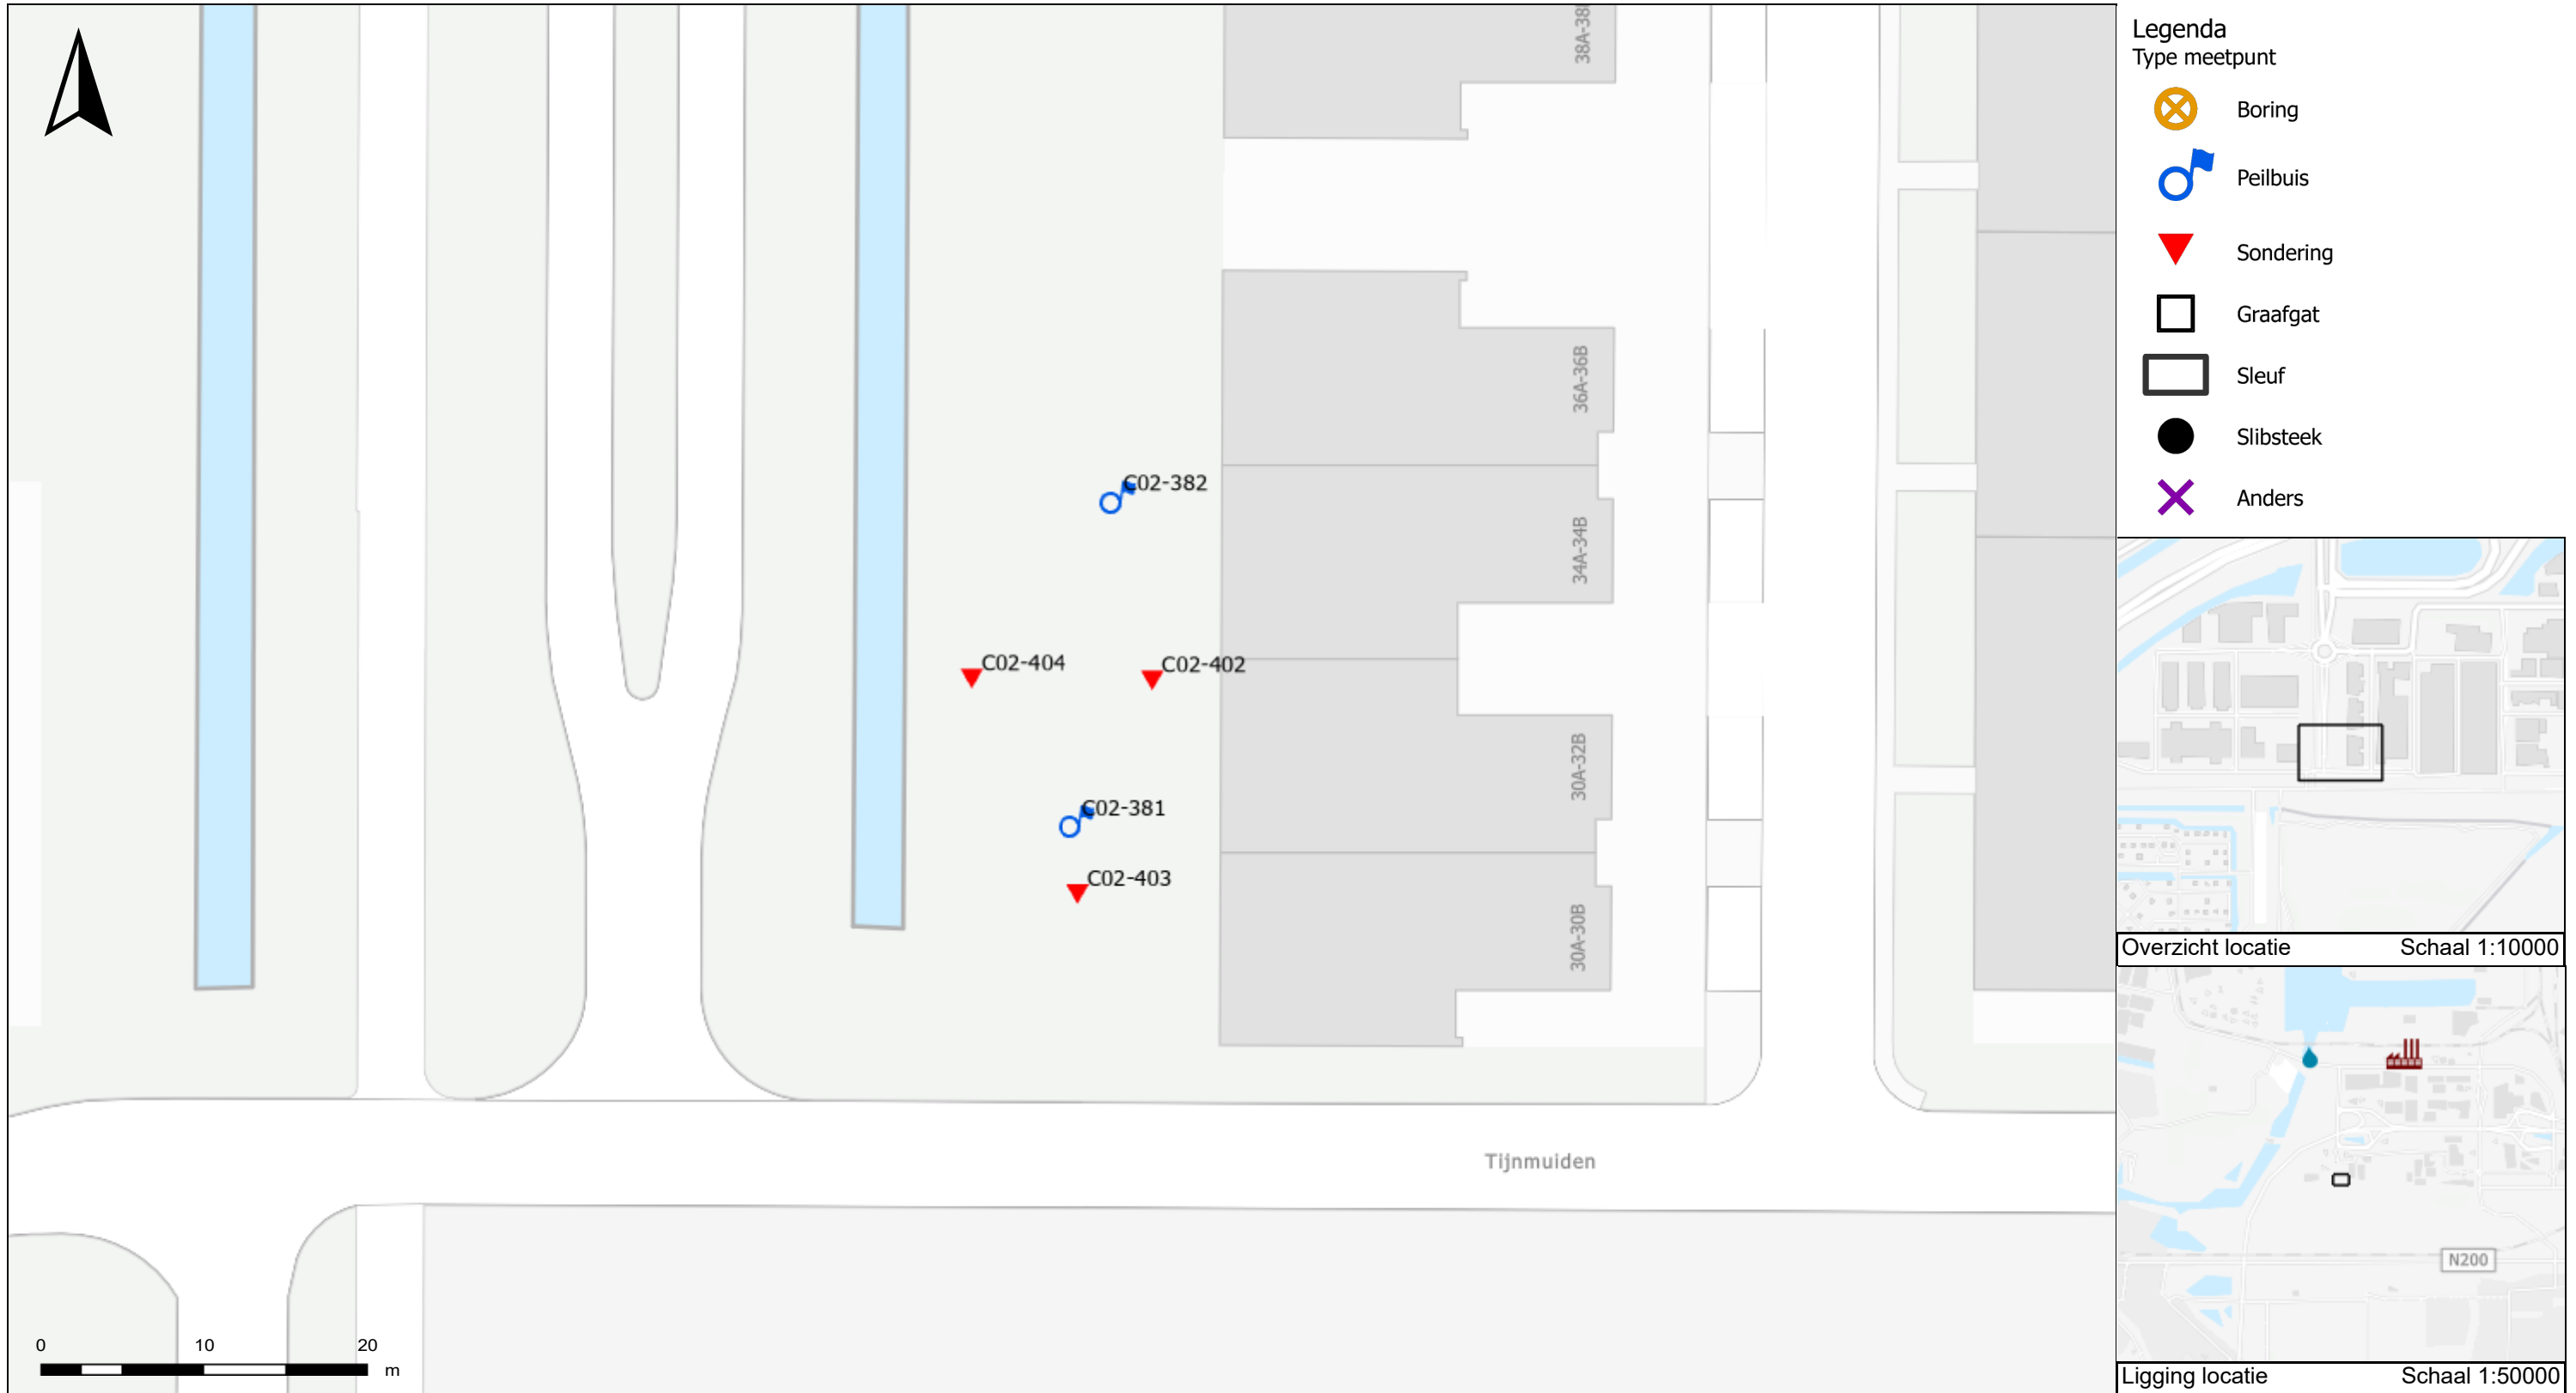 38A-38
36A-36B
C02-382
34A-34B
C02-404
C02-402
30A-32B
C02-381
C02-403
30A-30B
Tijnmuiden
0 10 20
m
Legenda
Type meetpunt
Boring
Peilbuis
Sondering
Graafgat
Sleuf
Slibsteek
Anders
Overzicht locatie Schaal 1:10000
N200
Ligging locatie Schaal 1:50000